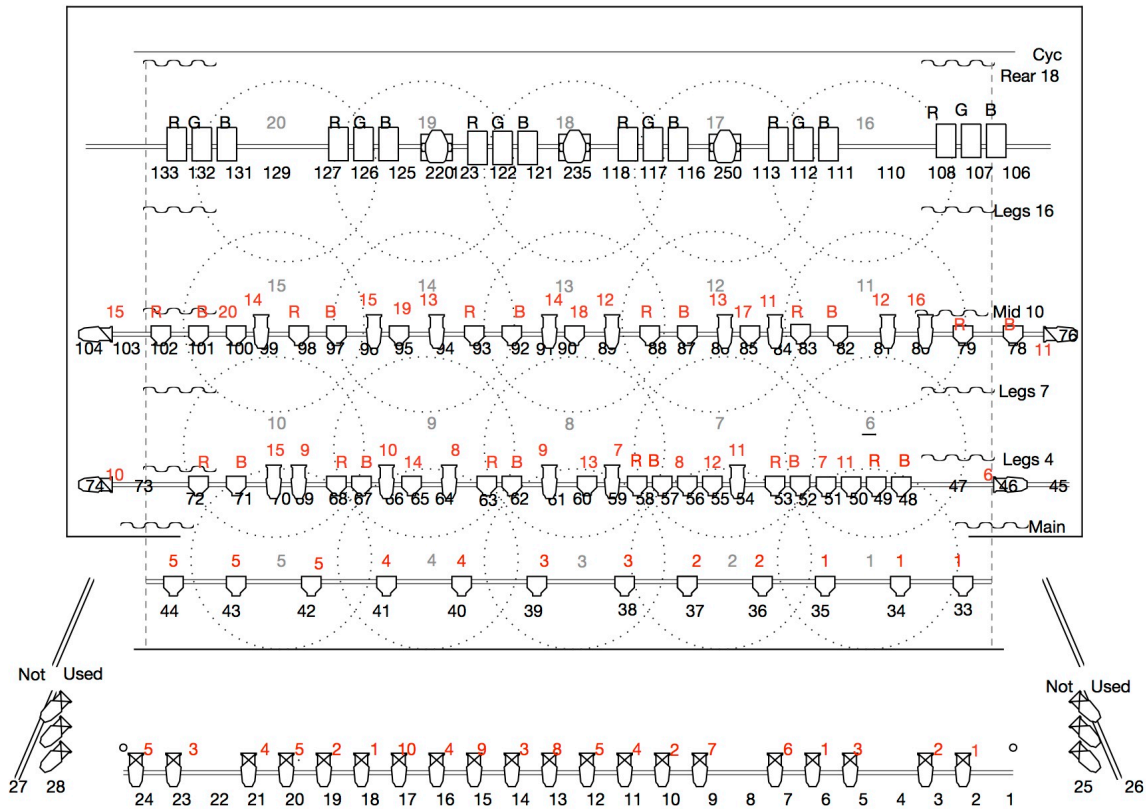 Cyc
Rear 18
R G B 20 R G B 19 R G B 18 R G B 17 R G B 16 R G B
133 132 131 129 127 126 125 220 123 122 121 235 118 117 116 250 113 112 111 110 108 107 106
Legs 16
15 14 13 12 11
15 R B 20 14 R B 15 19 13 R B 14 18 12 R B 13 17 11 R B 12 16 R B 11
Mid 10
104 103 102 101 100 99 98 97 96 95 94 93 92 91 90 89 88 87 86 85 84 83 82 81 80 79 78 76
Legs 7
10 9 8 7 6
10 R B 15 9 R B 10 14 8 R B 9 13 7 R B 8 12 11 R B 7 11 R B 6
Legs 4
74 73 72 71 70 69 68 67 66 65 64 63 62 61 60 59 58 57 56 55 54 53 52 51 50 49 48 47 46 45
Main
5 5 5 5 4 4 4 3 3 3 2 2 2 1 1 1 1
44 43 42 41 40 39 38 37 36 35 34 33
Not Used
Not Used
5 3 4 5 2 1 10 4 9 3 8 5 4 2 7 6 1 3 2 1
27 28 24 23 22 21 20 19 18 17 16 15 14 13 12 11 10 9 8 7 6 5 4 3 2 1 25 26